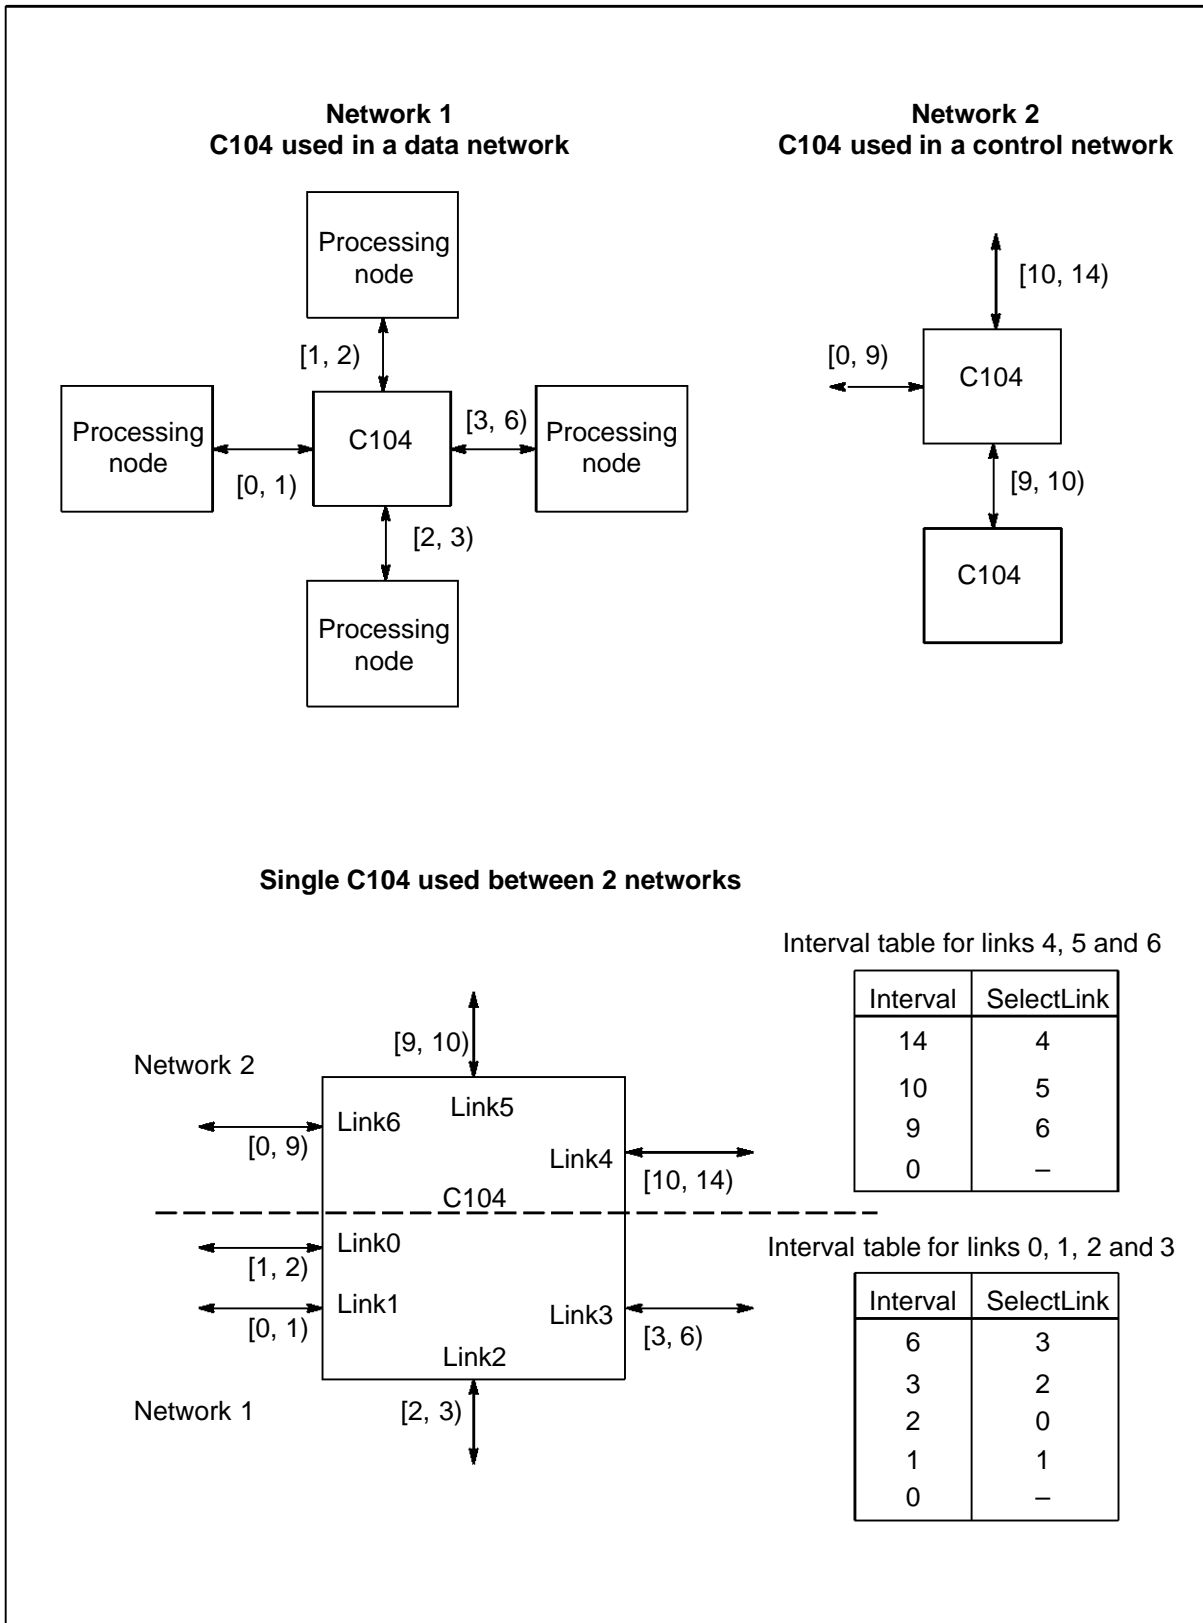 Network 1
C104 used in a data network
Network 2
C104 used in a control network
Processing
node
[1, 2)
Processing
node
[0, 1)
C104
[3, 6)
Processing
node
[2, 3)
Processing
node
[10, 14)
[0, 9)
C104
[9, 10)
C104
Single C104 used between 2 networks
Network 2
[9, 10)
Link5
Link6
[0, 9)
Link4
[10, 14)
C104
Link0
[1, 2)
Link1
[0, 1)
Link3
[3, 6)
Link2
[2, 3)
Network 1
Interval table for links 4, 5 and 6
Interval SelectLink
14 4
10 5
9 6
0 –
Interval table for links 0, 1, 2 and 3
Interval SelectLink
6 3
3 2
2 0
1 1
0 –